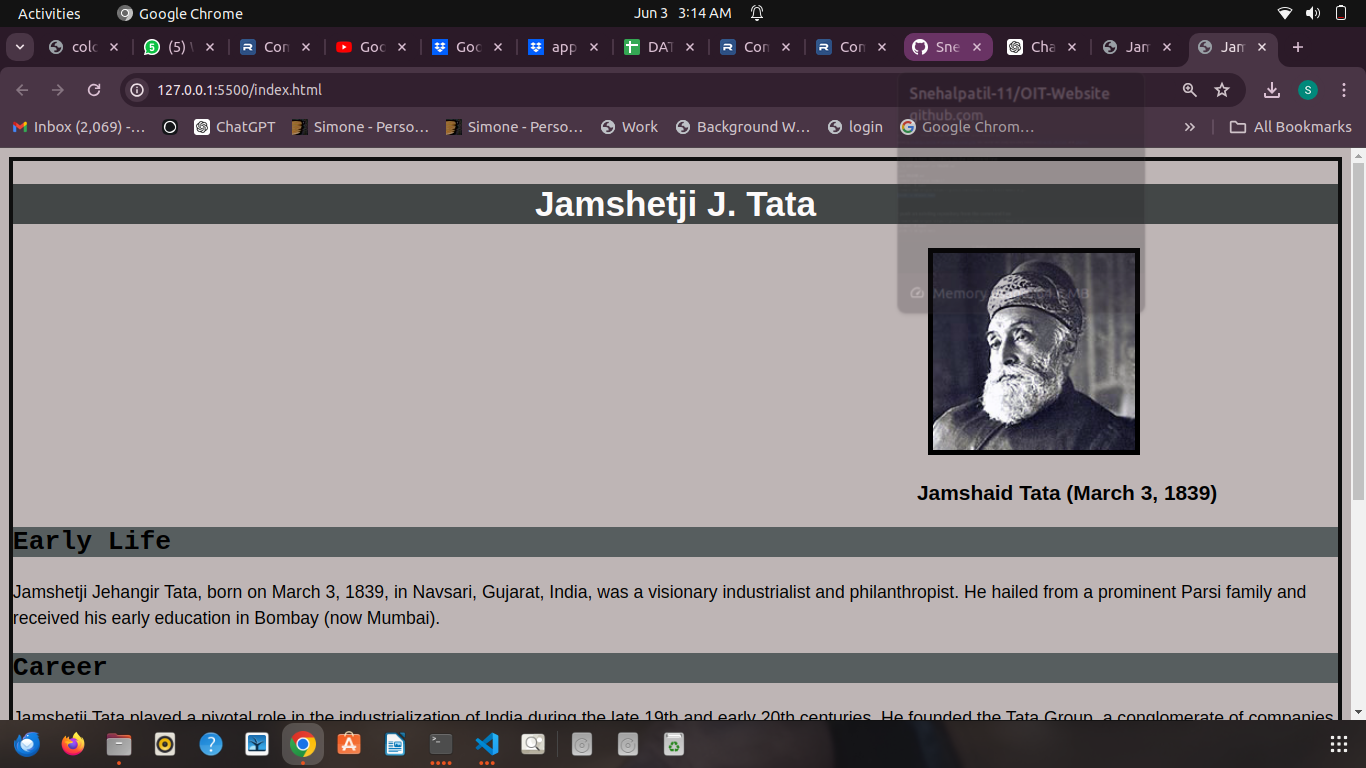 Activities
Google Chrome
Jun 3 3:14 AM
colo
(5)
Con
Goo
Goo
app
DAT
Con
Con
Sne
Cha
Jam
Jam
127.0.0.1:5500/index.html
S
Inbox (2,069) -...
ChatGPT
Simone - Perso...
Simone - Perso...
Work
Background W...
login
Google Chrom...
»
All Bookmarks
Snehalpatil-11/OIT-Website
github.com
Memory
MB
Jamshetji J. Tata
Jamshaid Tata (March 3, 1839)
Early Life
Jamshetji Jehangir Tata, born on March 3, 1839, in Navsari, Gujarat, India, was a visionary industrialist and philanthropist. He hailed from a prominent Parsi family and
received his early education in Bombay (now Mumbai).
Career
Jamshetji Tata played a pivotal role in the industrialization of India during the late 19th and early 20th centuries. He founded the Tata Group, a conglomerate of companies